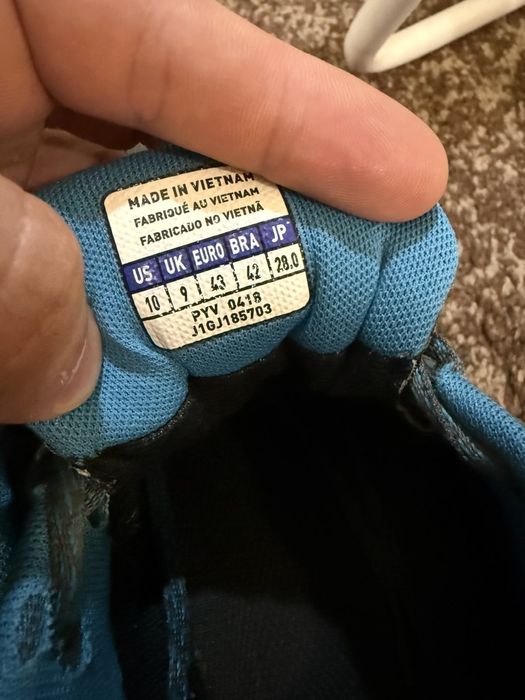 MADE IN VIETNAM
FABRIQUÉ AU VIETNAM
FABRICADO NO VIETNÃ
US UK EURO BRA JP
10 9 43 42 28.0
PYV 0418
J1GJ185703